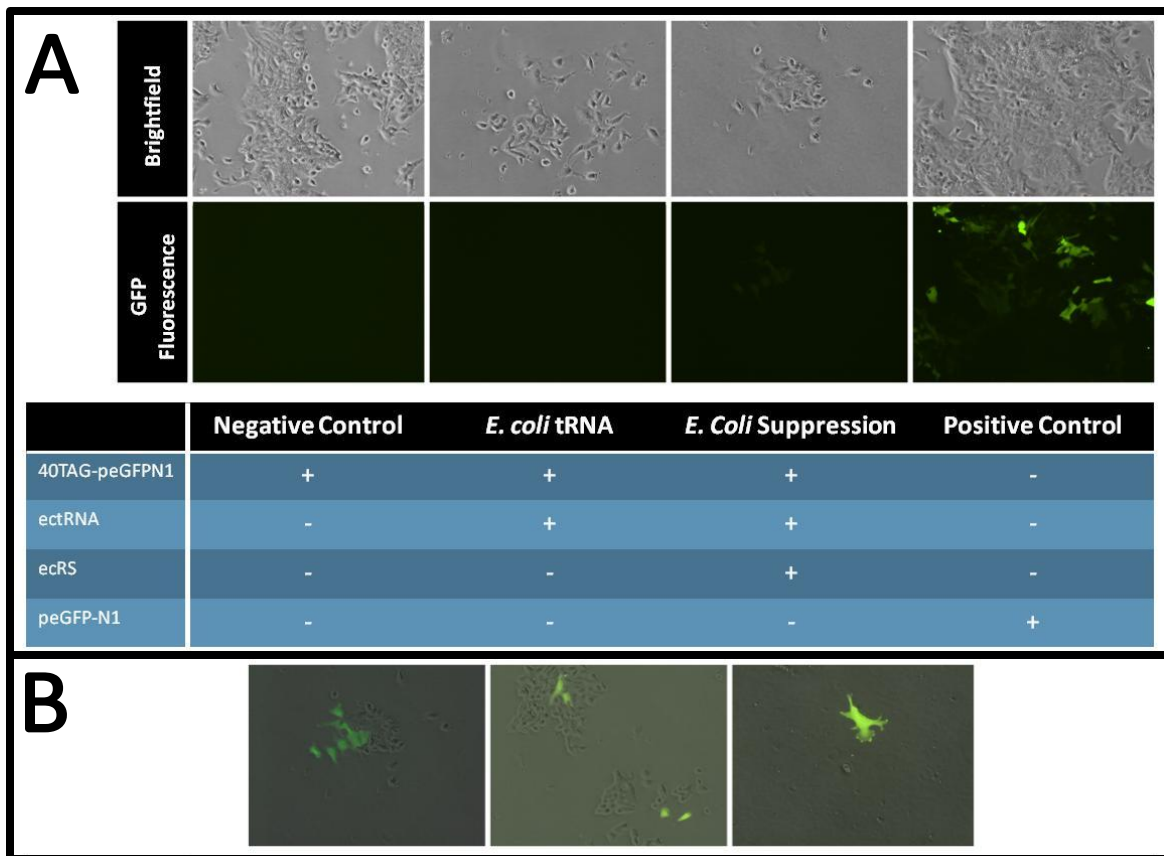 A
Brightfield
GFP
Fluorescence
Negative Control E. coli tRNA E. Coli Suppression Positive Control
40TAG-peGFPN1 + + + -
ectRNA - + + -
ecRS - - + -
peGFP-N1 - - - +
B